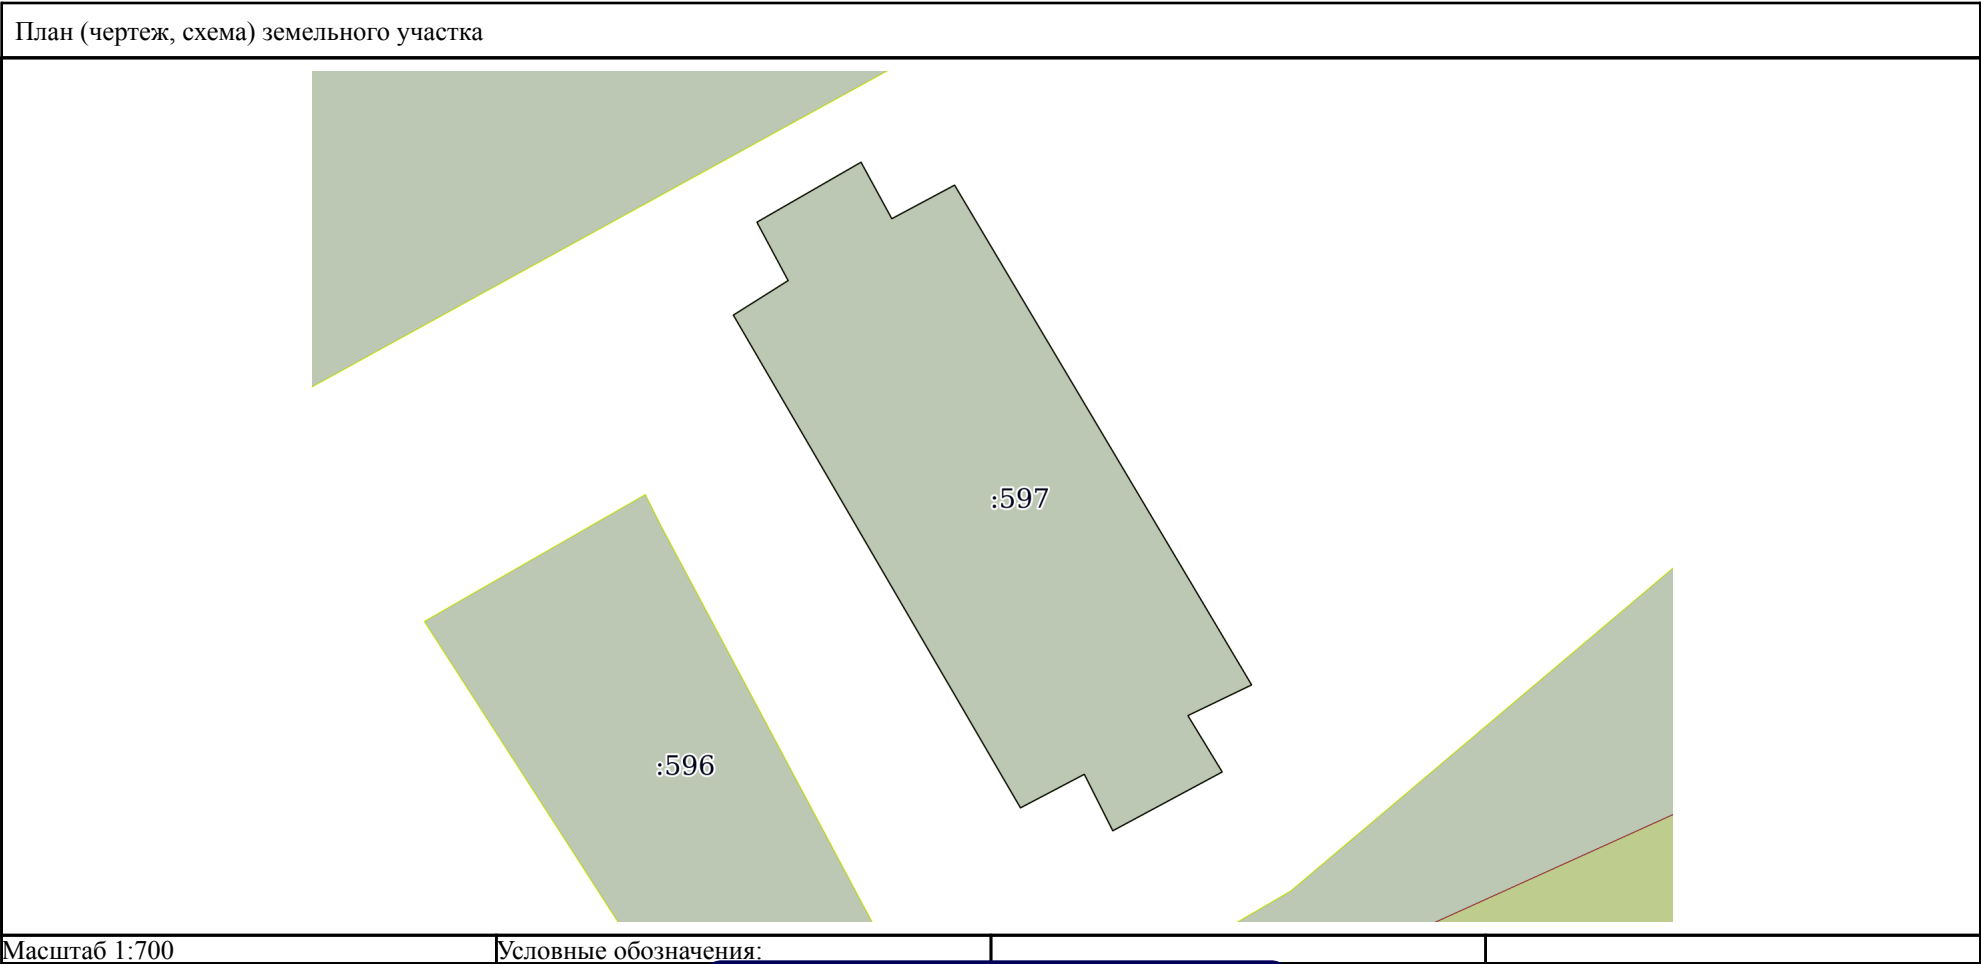 План (чертеж, схема) земельного участка
:597
:596
Масштаб 1:700
Условные обозначения: